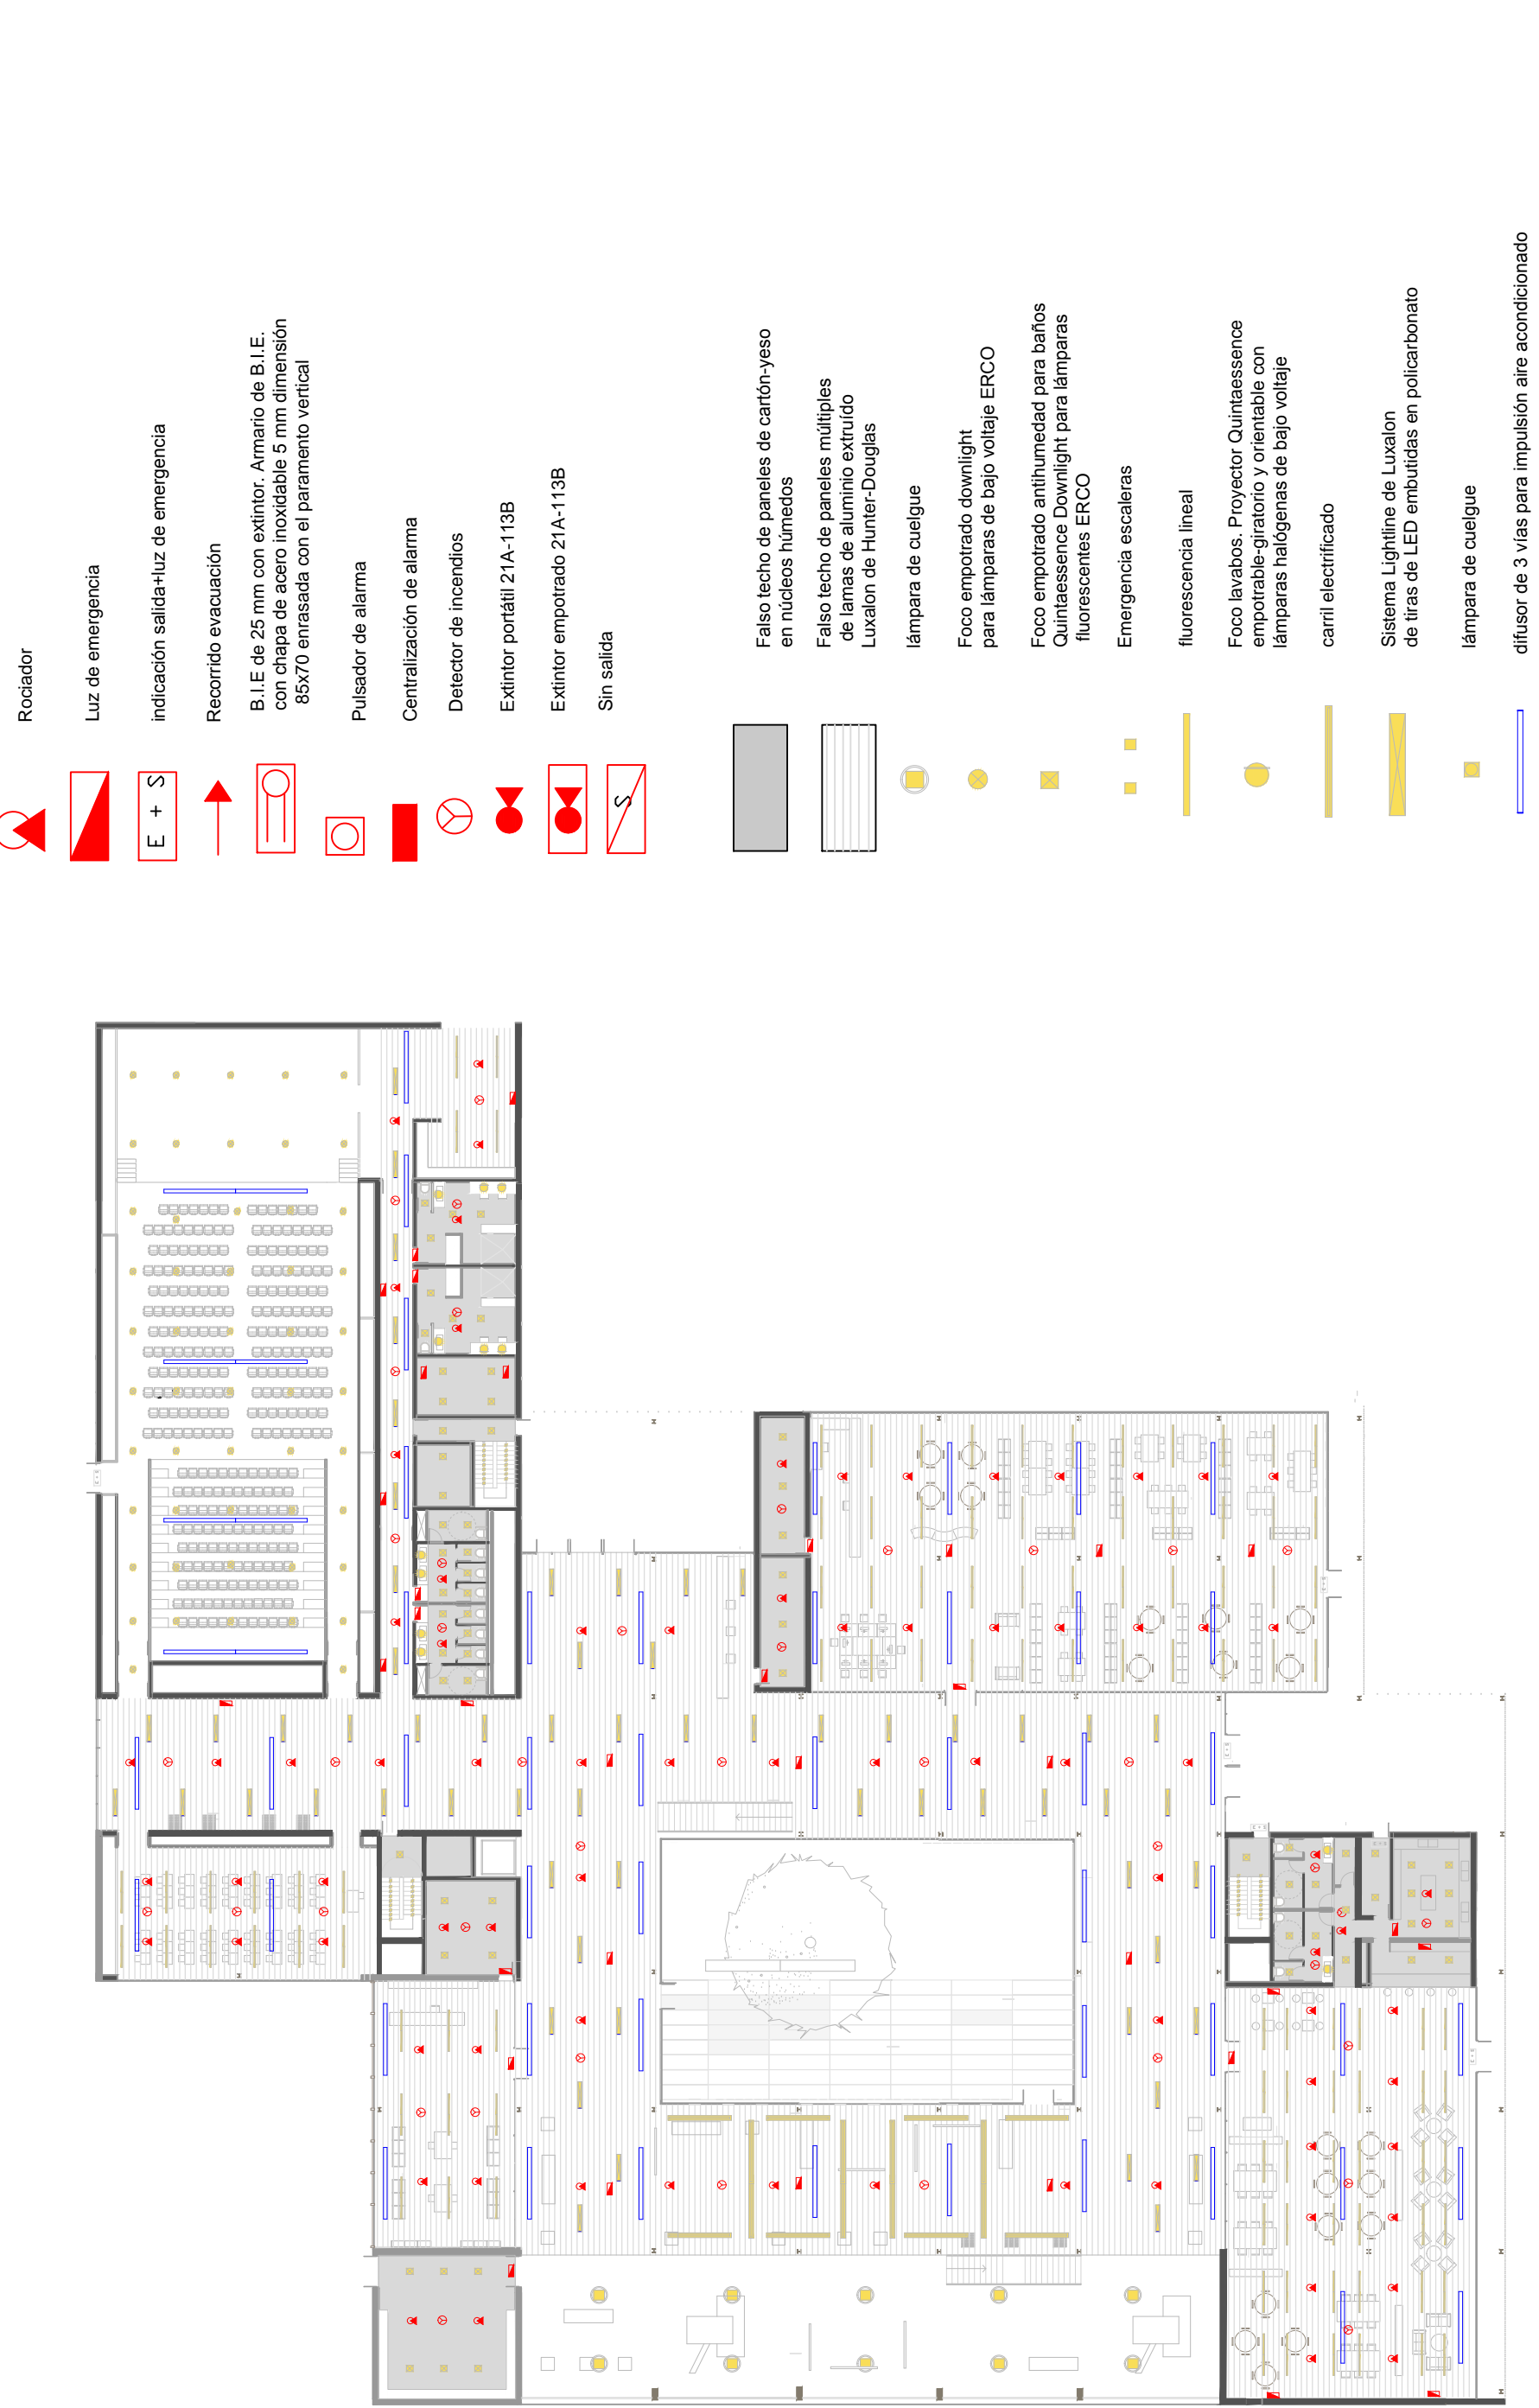 Rociador
Luz de emergencia
E + S
indicación salida+luz de emergencia
Recorrido evacuación
B.I.E de 25 mm con extintor. Armario de B.I.E.
con chapa de acero inoxidable 5 mm dimensión
85x70 enrasada con el paramento vertical
Pulsador de alarma
Centralización de alarma
Detector de incendios
Extintor portátil 21A-113B
Extintor empotrado 21A-113B
S
Sin salida
Falso techo de paneles de cartón-yeso
en núcleos húmedos
Falso techo de paneles múltiples
de lamas de aluminio extruído
Luxalon de Hunter-Douglas
lámpara de cuelgue
Foco empotrado downlight
para lámparas de bajo voltaje ERCO
Foco empotrado antihumedad para baños
Quintaessence Downlight para lámparas
fluorescentes ERCO
Emergencia escaleras
fluorescencia lineal
Foco lavabos. Proyector Quintaessence
empotrable-giratorio y orientable con
lámparas halógenas de bajo voltaje
carril electrificado
Sistema Lightline de Luxalon
de tiras de LED embutidas en policarbonato
lámpara de cuelgue
difusor de 3 vías para impulsión aire acondicionado